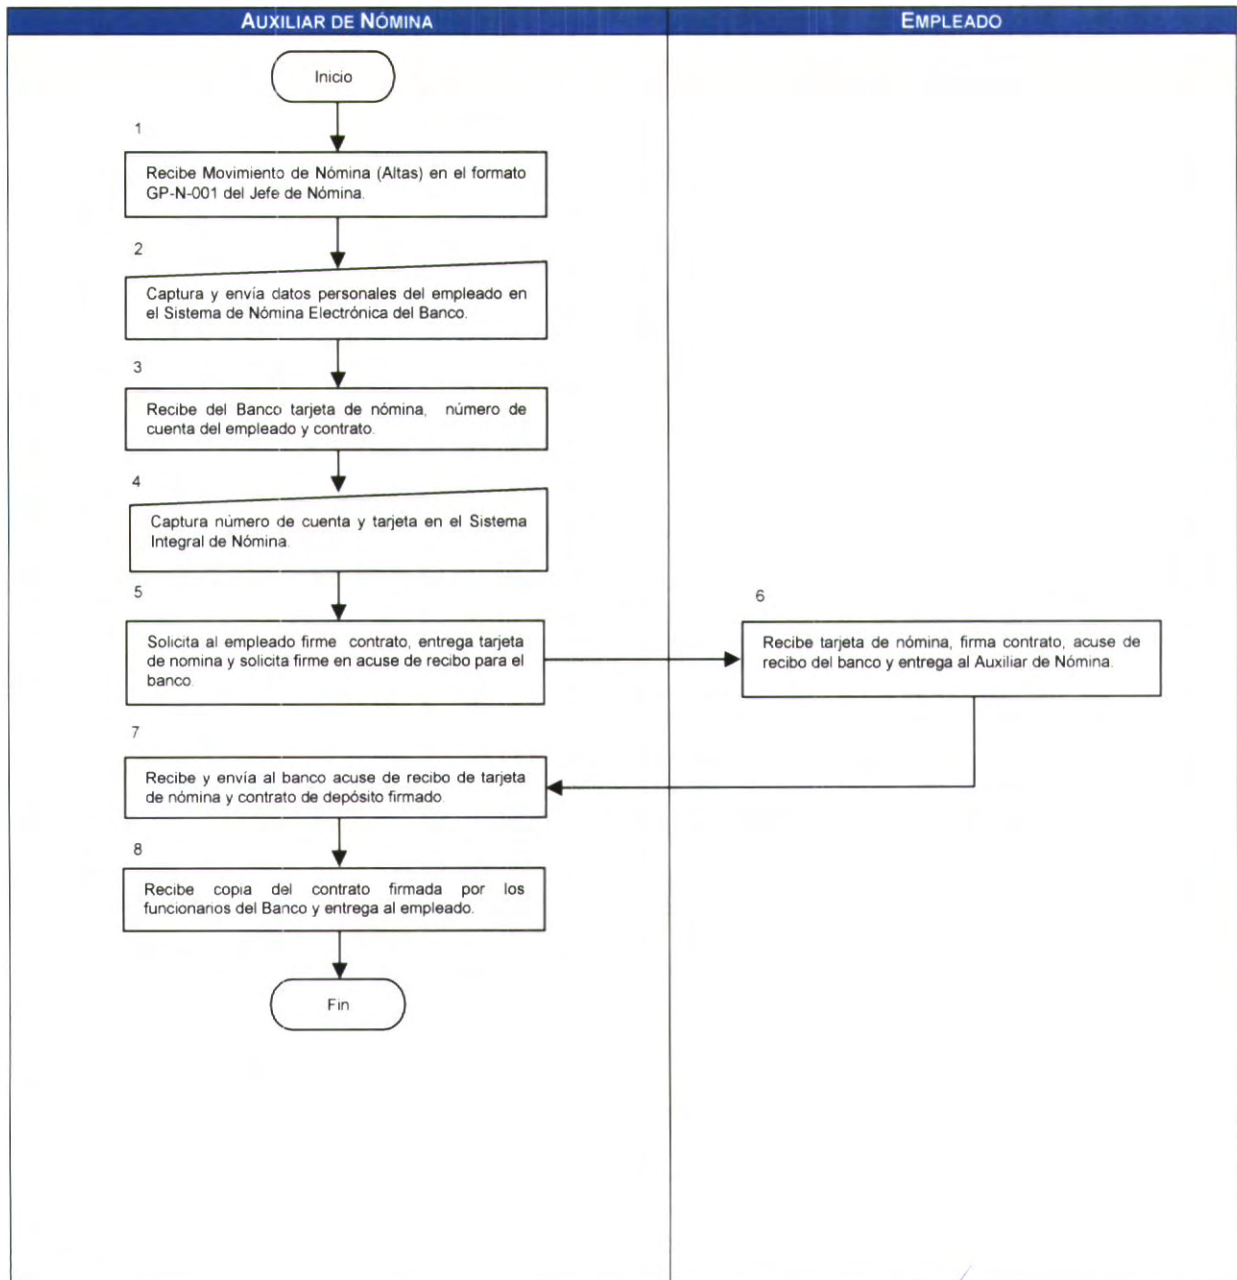 AUXILIAR DE NÓMINA
EMPLEADO
Inicio
1
Recibe Movimiento de Nómina (Altas) en el formato
GP-N-001 del Jefe de Nómina.
2
Captura y envía datos personales del empleado en
el Sistema de Nómina Electrónica del Banco.
3
Recibe del Banco tarjeta de nómina, número de
cuenta del empleado y contrato.
4
Captura número de cuenta y tarjeta en el Sistema
Integral de Nómina.
5
Solicita al empleado firme contrato, entrega tarjeta
de nomina y solicita firme en acuse de recibo para el
banco.
6
Recibe tarjeta de nómina, firma contrato, acuse de
recibo del banco y entrega al Auxiliar de Nómina.
7
Recibe y envía al banco acuse de recibo de tarjeta
de nómina y contrato de depósito firmado.
8
Recibe copia del contrato firmada por los
funcionarios del Banco y entrega al empleado.
Fin